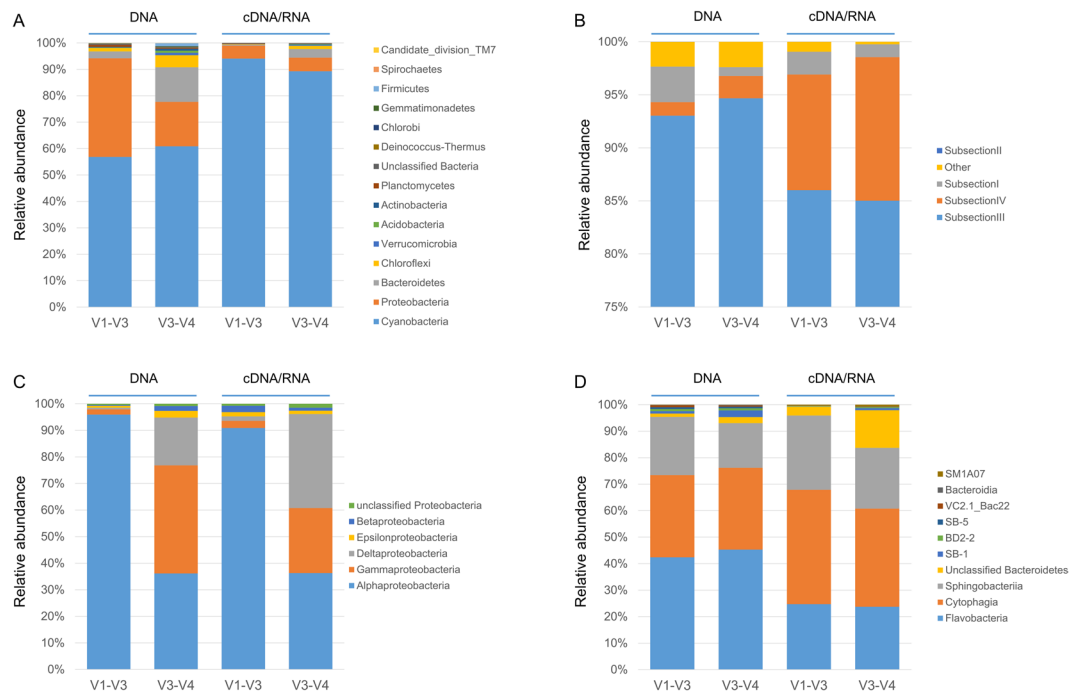 A
DNA
cDNA/RNA
100%
90%
80%
70%
60%
50%
40%
30%
20%
10%
0%
Relative abundance
V1-V3
V3-V4
V1-V3
V3-V4
Candidate_division_TM7
Spirochaetes
Firmicutes
Gemmatimonadetes
Chlorobi
Deinococcus-Thermus
Unclassified Bacteria
Planctomycetes
Actinobacteria
Acidobacteria
Verrucomicrobia
Chloroflexi
Bacteroidetes
Proteobacteria
Cyanobacteria
B
DNA
cDNA/RNA
100%
95%
90%
85%
80%
75%
Relative abundance
V1-V3
V3-V4
V1-V3
V3-V4
SubsectionII
Other
SubsectionI
SubsectionIV
SubsectionIII
C
DNA
cDNA/RNA
100%
90%
80%
70%
60%
50%
40%
30%
20%
10%
0%
Relative abundance
V1-V3
V3-V4
V1-V3
V3-V4
unclassified Proteobacteria
Betaproteobacteria
Epsilonproteobacteria
Deltaproteobacteria
Gammaproteobacteria
Alphaproteobacteria
D
DNA
cDNA/RNA
100%
90%
80%
70%
60%
50%
40%
30%
20%
10%
0%
Relative abundance
V1-V3
V3-V4
V1-V3
V3-V4
SM1A07
Bacteroidia
VC2.1_Bac22
SB-5
BD2-2
SB-1
Unclassified Bacteroidetes
Sphingobacteriia
Cytophagia
Flavobacteria